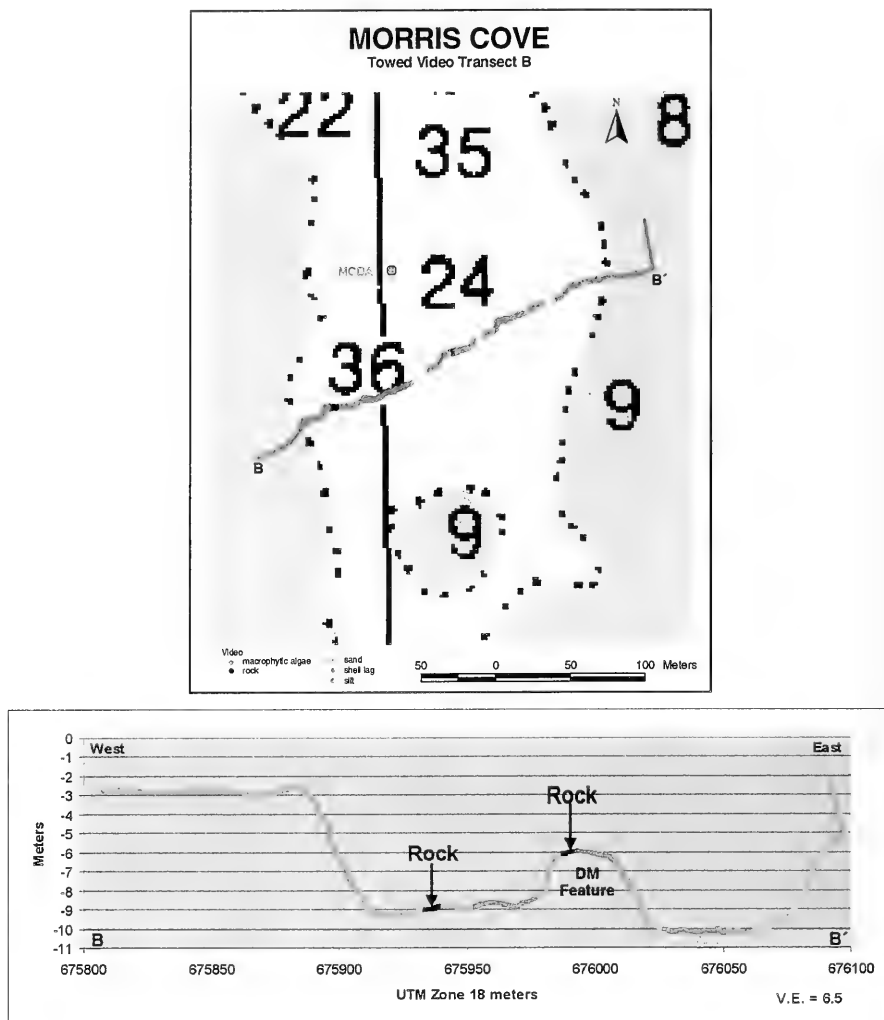 MORRIS COVE
Towed Video Transect B
22
35
N
8
MCDA
24
B´
36
9
B
9
Video
macrophytic algae
rock
sand
shell lag
silt
50 0 50 100 Meters
0
-1
-2
-3
-4
-5
-6
-7
-8
-9
-10
-11
Meters
West
East
Rock
Rock
DM
Feature
B
B´
675800 675850 675900 675950 676000 676050 676100
UTM Zone 18 meters
V.E. = 6.5